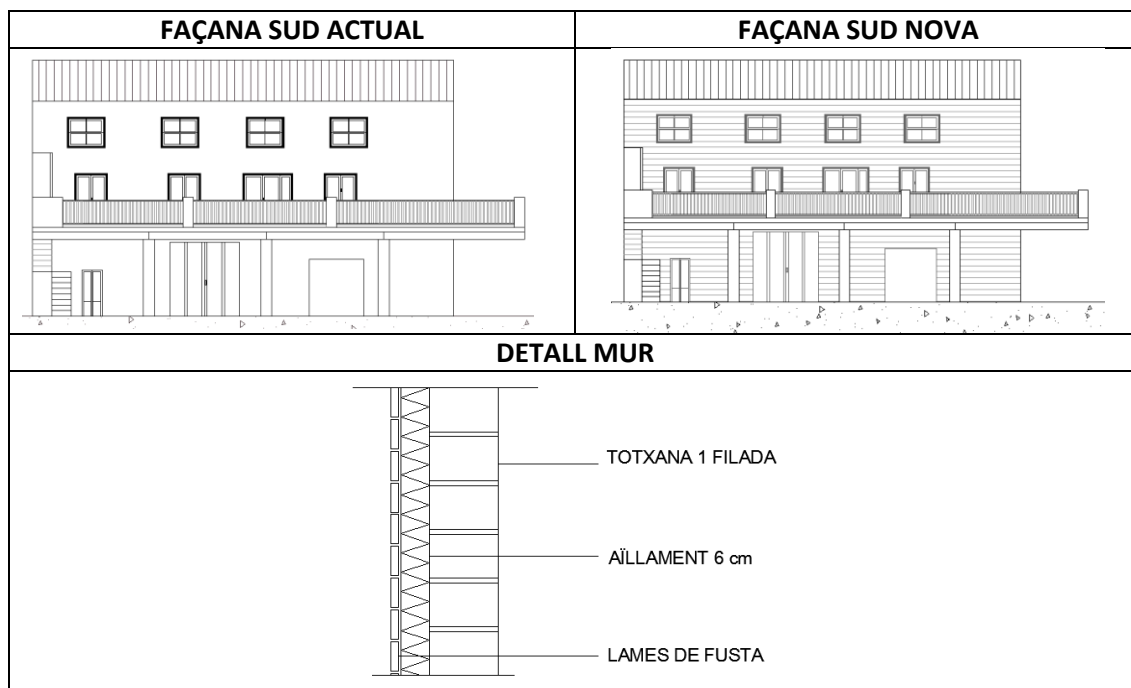 FAÇANA SUD ACTUAL
FAÇANA SUD NOVA
DETALL MUR
TOTXANA 1 FILADA
AÏLLAMENT 6 cm
LAMES DE FUSTA